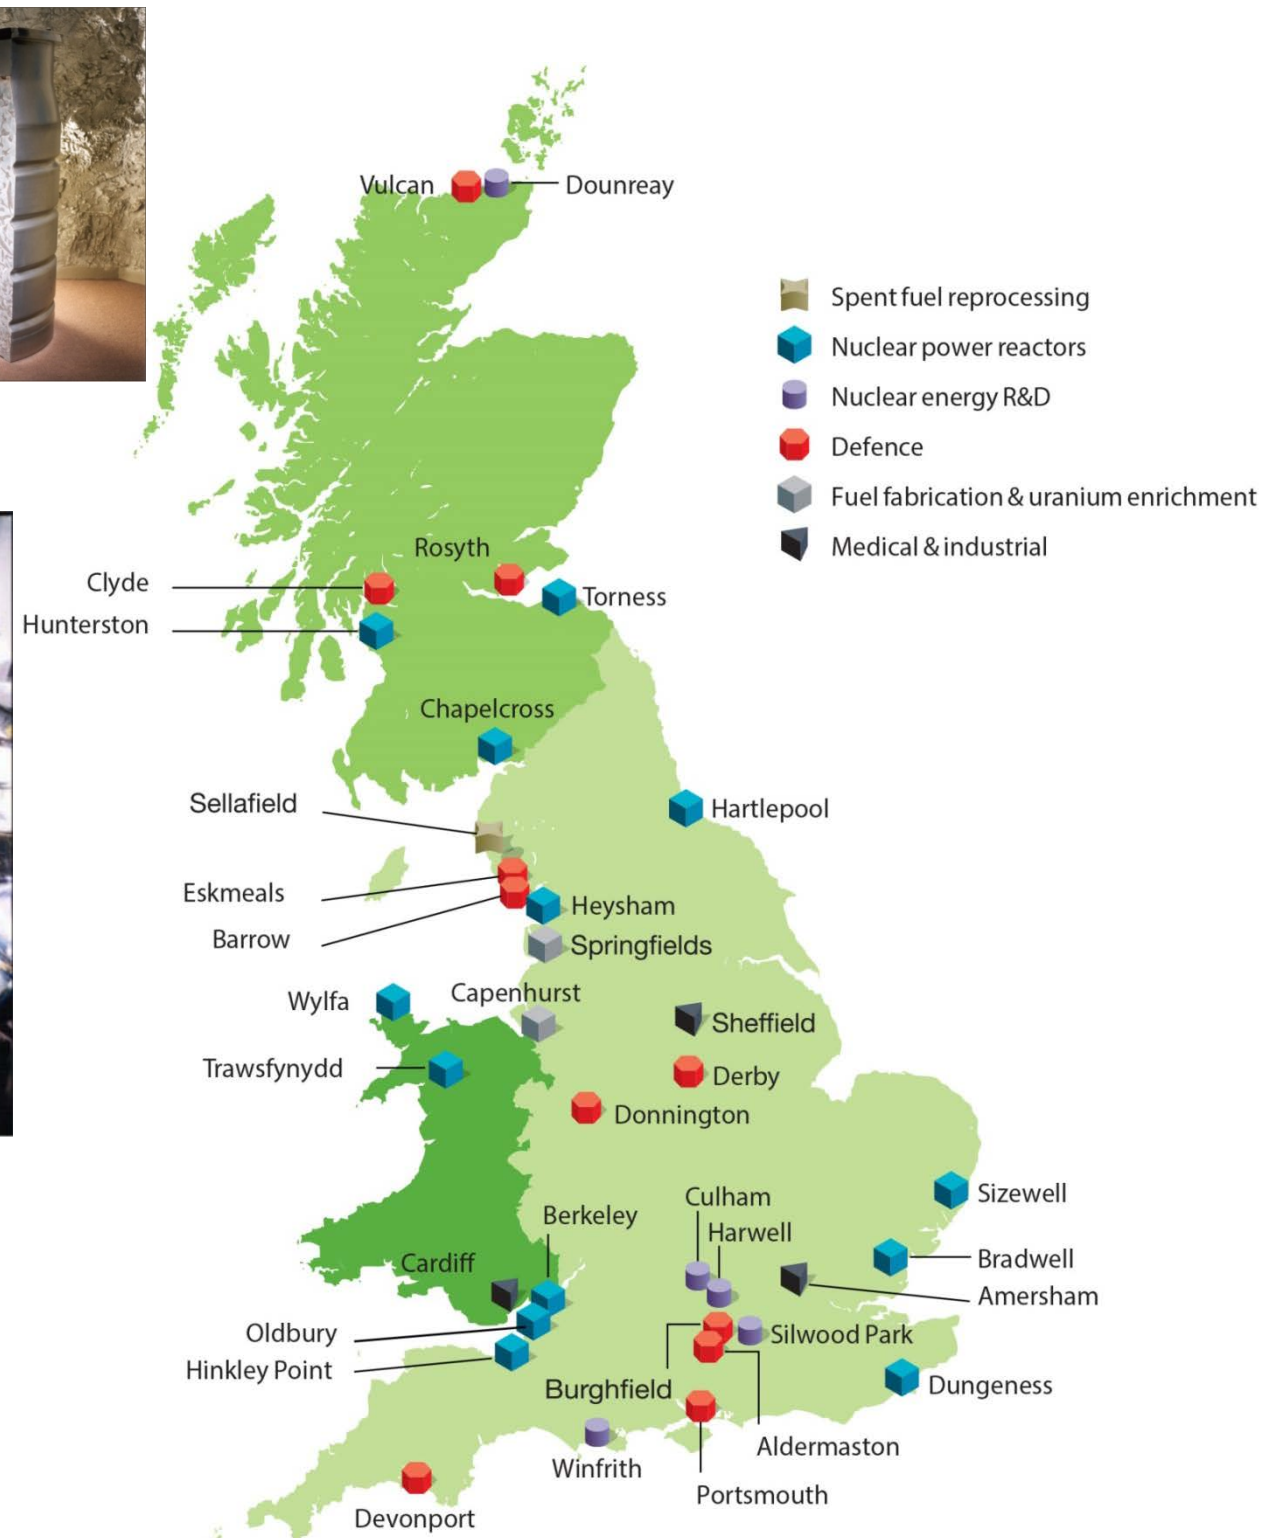 Vulcan
Dounreay
Spent fuel reprocessing
Nuclear power reactors
Nuclear energy R&D
Defence
Fuel fabrication & uranium enrichment
Medical & industrial
Rosyth
Clyde
Torness
Hunterston
Chapelcross
Sellafield
Hartlepool
Eskmeals
Heysham
Barrow
Springfields
Wylfa
Capenhurst
Sheffield
Trawsfynydd
Derby
Donnington
Sizewell
Culham
Berkeley
Harwell
Bradwell
Cardiff
Amersham
Oldbury
Silwood Park
Hinkley Point
Burghfield
Dungeness
Aldermaston
Winfrith
Portsmouth
Devonport